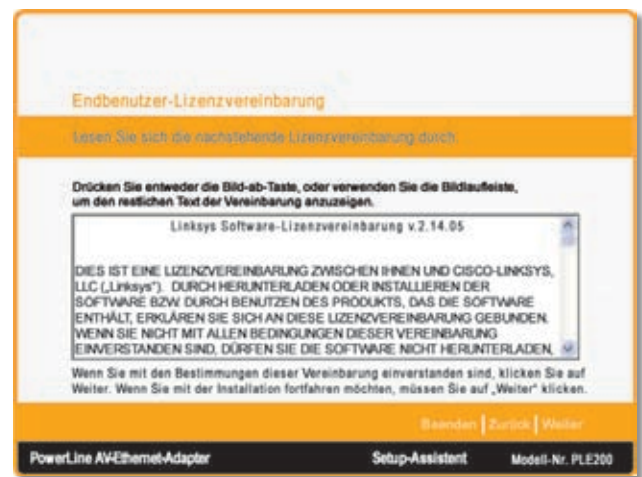 Endbenutzer-Lizenzvereinbarung
Lesen Sie sich die nachstehende Lizenzvereinbarung durch.
Drücken Sie entweder die Bild-ab-Taste, oder verwenden Sie die Bildlaufleiste,
um den restlichen Text der Vereinbarung anzuzeigen.
Linksys Software-Lizenzvereinbarung v.2.14.05
DIES IST EINE LIZENZVEREINBARUNG ZWISCHEN IHNEN UND CISCO-LINKSYS,
LLC („Linksys“). DURCH HERUNTERLADEN ODER INSTALLIEREN DER
SOFTWARE BZW. DURCH BENUTZEN DES PRODUKTS, DAS DIE SOFTWARE
ENTHÄLT, ERKLÄREN SIE SICH AN DIESE LIZENZVEREINBARUNG GEBUNDEN.
WENN SIE NICHT MIT ALLEN BEDINGUNGEN DIESER VEREINBARUNG
EINVERSTANDEN SIND, DÜRFEN SIE DIE SOFTWARE NICHT HERUNTERLADEN,
Wenn Sie mit den Bestimmungen dieser Vereinbarung einverstanden sind, klicken Sie auf
Weiter. Wenn Sie mit der Installation fortfahren möchten, müssen Sie auf „Weiter“ klicken.
Beenden | Zurück | Weiter
PowerLine AV-Ethernet-Adapter Setup-Assistent Modell-Nr. PLE200